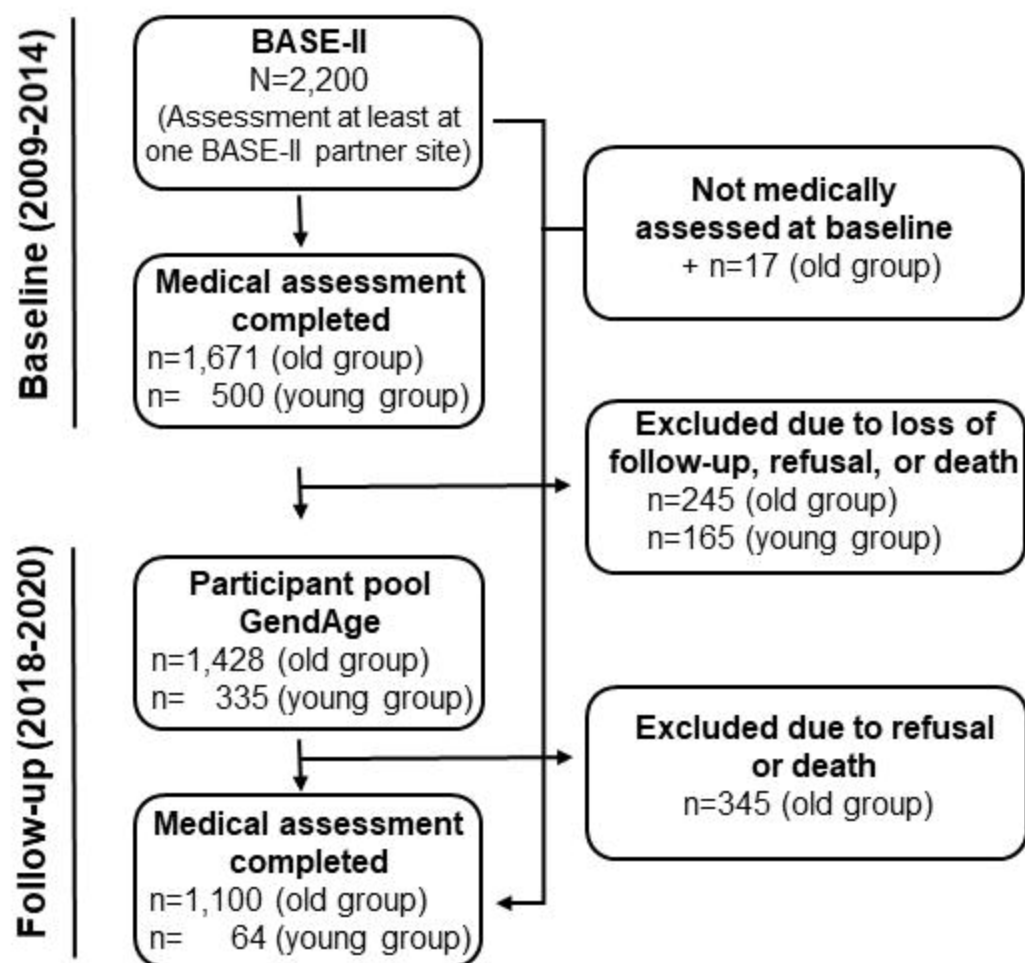 Baseline (2009-2014)
BASE-II
N=2,200
(Assessment at least at
one BASE-II partner site)
Not medically
assessed at baseline
+ n=17 (old group)
Medical assessment
completed
n=1,671 (old group)
n= 500 (young group)
Excluded due to loss of
follow-up, refusal, or death
n=245 (old group)
n=165 (young group)
Follow-up (2018-2020)
Participant pool
GendAge
n=1,428 (old group)
n= 335 (young group)
Excluded due to refusal
or death
n=345 (old group)
Medical assessment
completed
n=1,100 (old group)
n= 64 (young group)